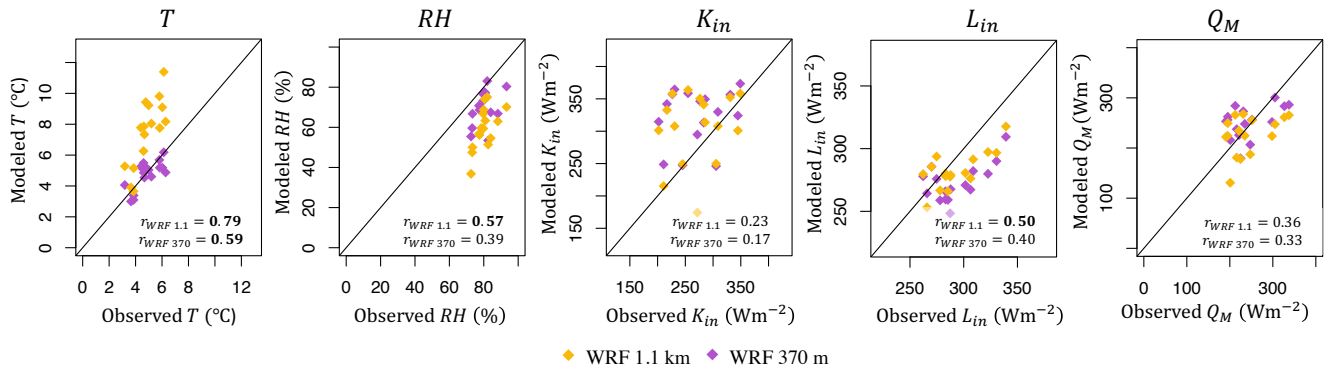 T
RH
K_in
L_in
Q_M
Modeled T (°C)
0 2 4 6 8 10
r_WRF 1.1 = 0.79
r_WRF 370 = 0.59
0 2 4 6 8 12
Observed T (°C)
Modeled RH (%)
0 20 40 60 80
r_WRF 1.1 = 0.57
r_WRF 370 = 0.39
0 20 40 60 80 100
Observed RH (%)
Modeled K_in (Wm−2)
150 250 350
r_WRF 1.1 = 0.23
r_WRF 370 = 0.17
150 250 350
Observed K_in (Wm−2)
Modeled L_in (Wm−2)
250 300 350
r_WRF 1.1 = 0.50
r_WRF 370 = 0.40
250 300 350
Observed L_in (Wm−2)
Modeled Q_M (Wm−2)
100 300
r_WRF 1.1 = 0.36
r_WRF 370 = 0.33
0 100 300
Observed Q_M (Wm−2)
WRF 1.1 km WRF 370 m